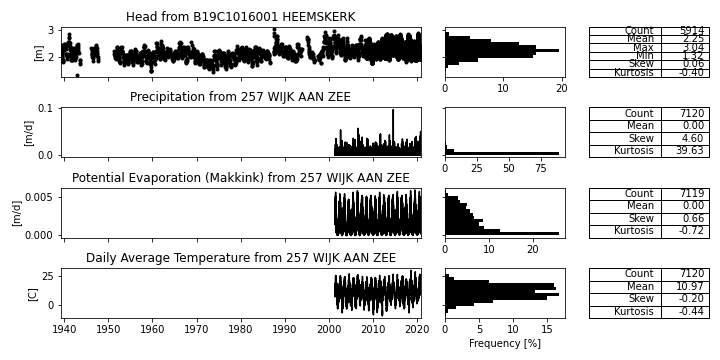 Head from B19C1016001 HEEMSKERK
3
2
[m]
0 10 20
Count 5914
Mean 2.25
Max 3.04
Min 1.32
Skew 0.06
Kurtosis -0.40
Precipitation from 257 WIJK AAN ZEE
0.1
0.0
[m/d]
0 25 50 75
Count 7120
Mean 0.00
Skew 4.60
Kurtosis 39.63
Potential Evaporation (Makkink) from 257 WIJK AAN ZEE
0.005
0.000
[m/d]
0 10 20
Count 7119
Mean 0.00
Skew 0.66
Kurtosis -0.72
Daily Average Temperature from 257 WIJK AAN ZEE
25
0
[C]
1940 1950 1960 1970 1980 1990 2000 2010 2020
0 5 10 15
Frequency [%]
Count 7120
Mean 10.97
Skew -0.20
Kurtosis -0.44